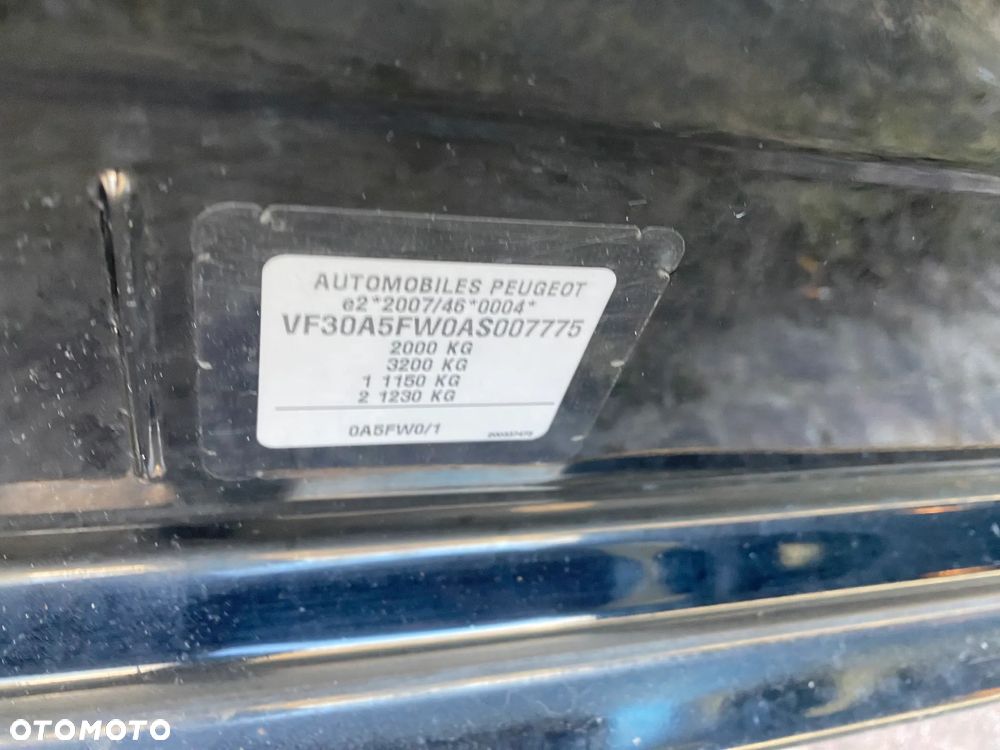 AUTOMOBILES PEUGEOT
e2*2007/46*0004*
VF30A5FW0AS007775
2000 KG
3200 KG
1 1150 KG
2 1230 KG
0A5FW0/1
OTOMOTO